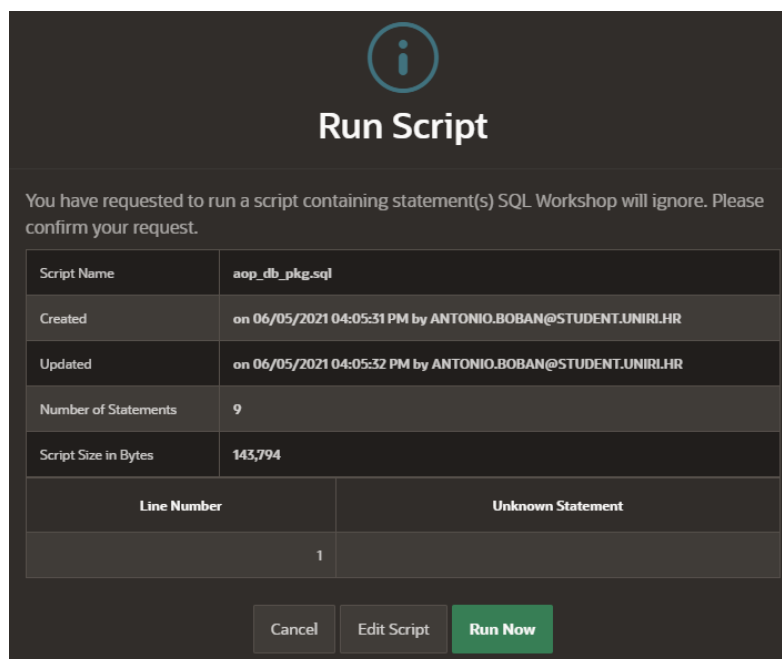 Run Script
You have requested to run a script containing statement(s) SQL Workshop will ignore. Please
confirm your request.
Script Name aop_db_pkg.sql
Created on 06/05/2021 04:05:31 PM by ANTONIO.BOBAN@STUDENT.UNIRI.HR
Updated on 06/05/2021 04:05:32 PM by ANTONIO.BOBAN@STUDENT.UNIRI.HR
Number of Statements 9
Script Size in Bytes 143,794
Line Number Unknown Statement
1
Cancel Edit Script Run Now